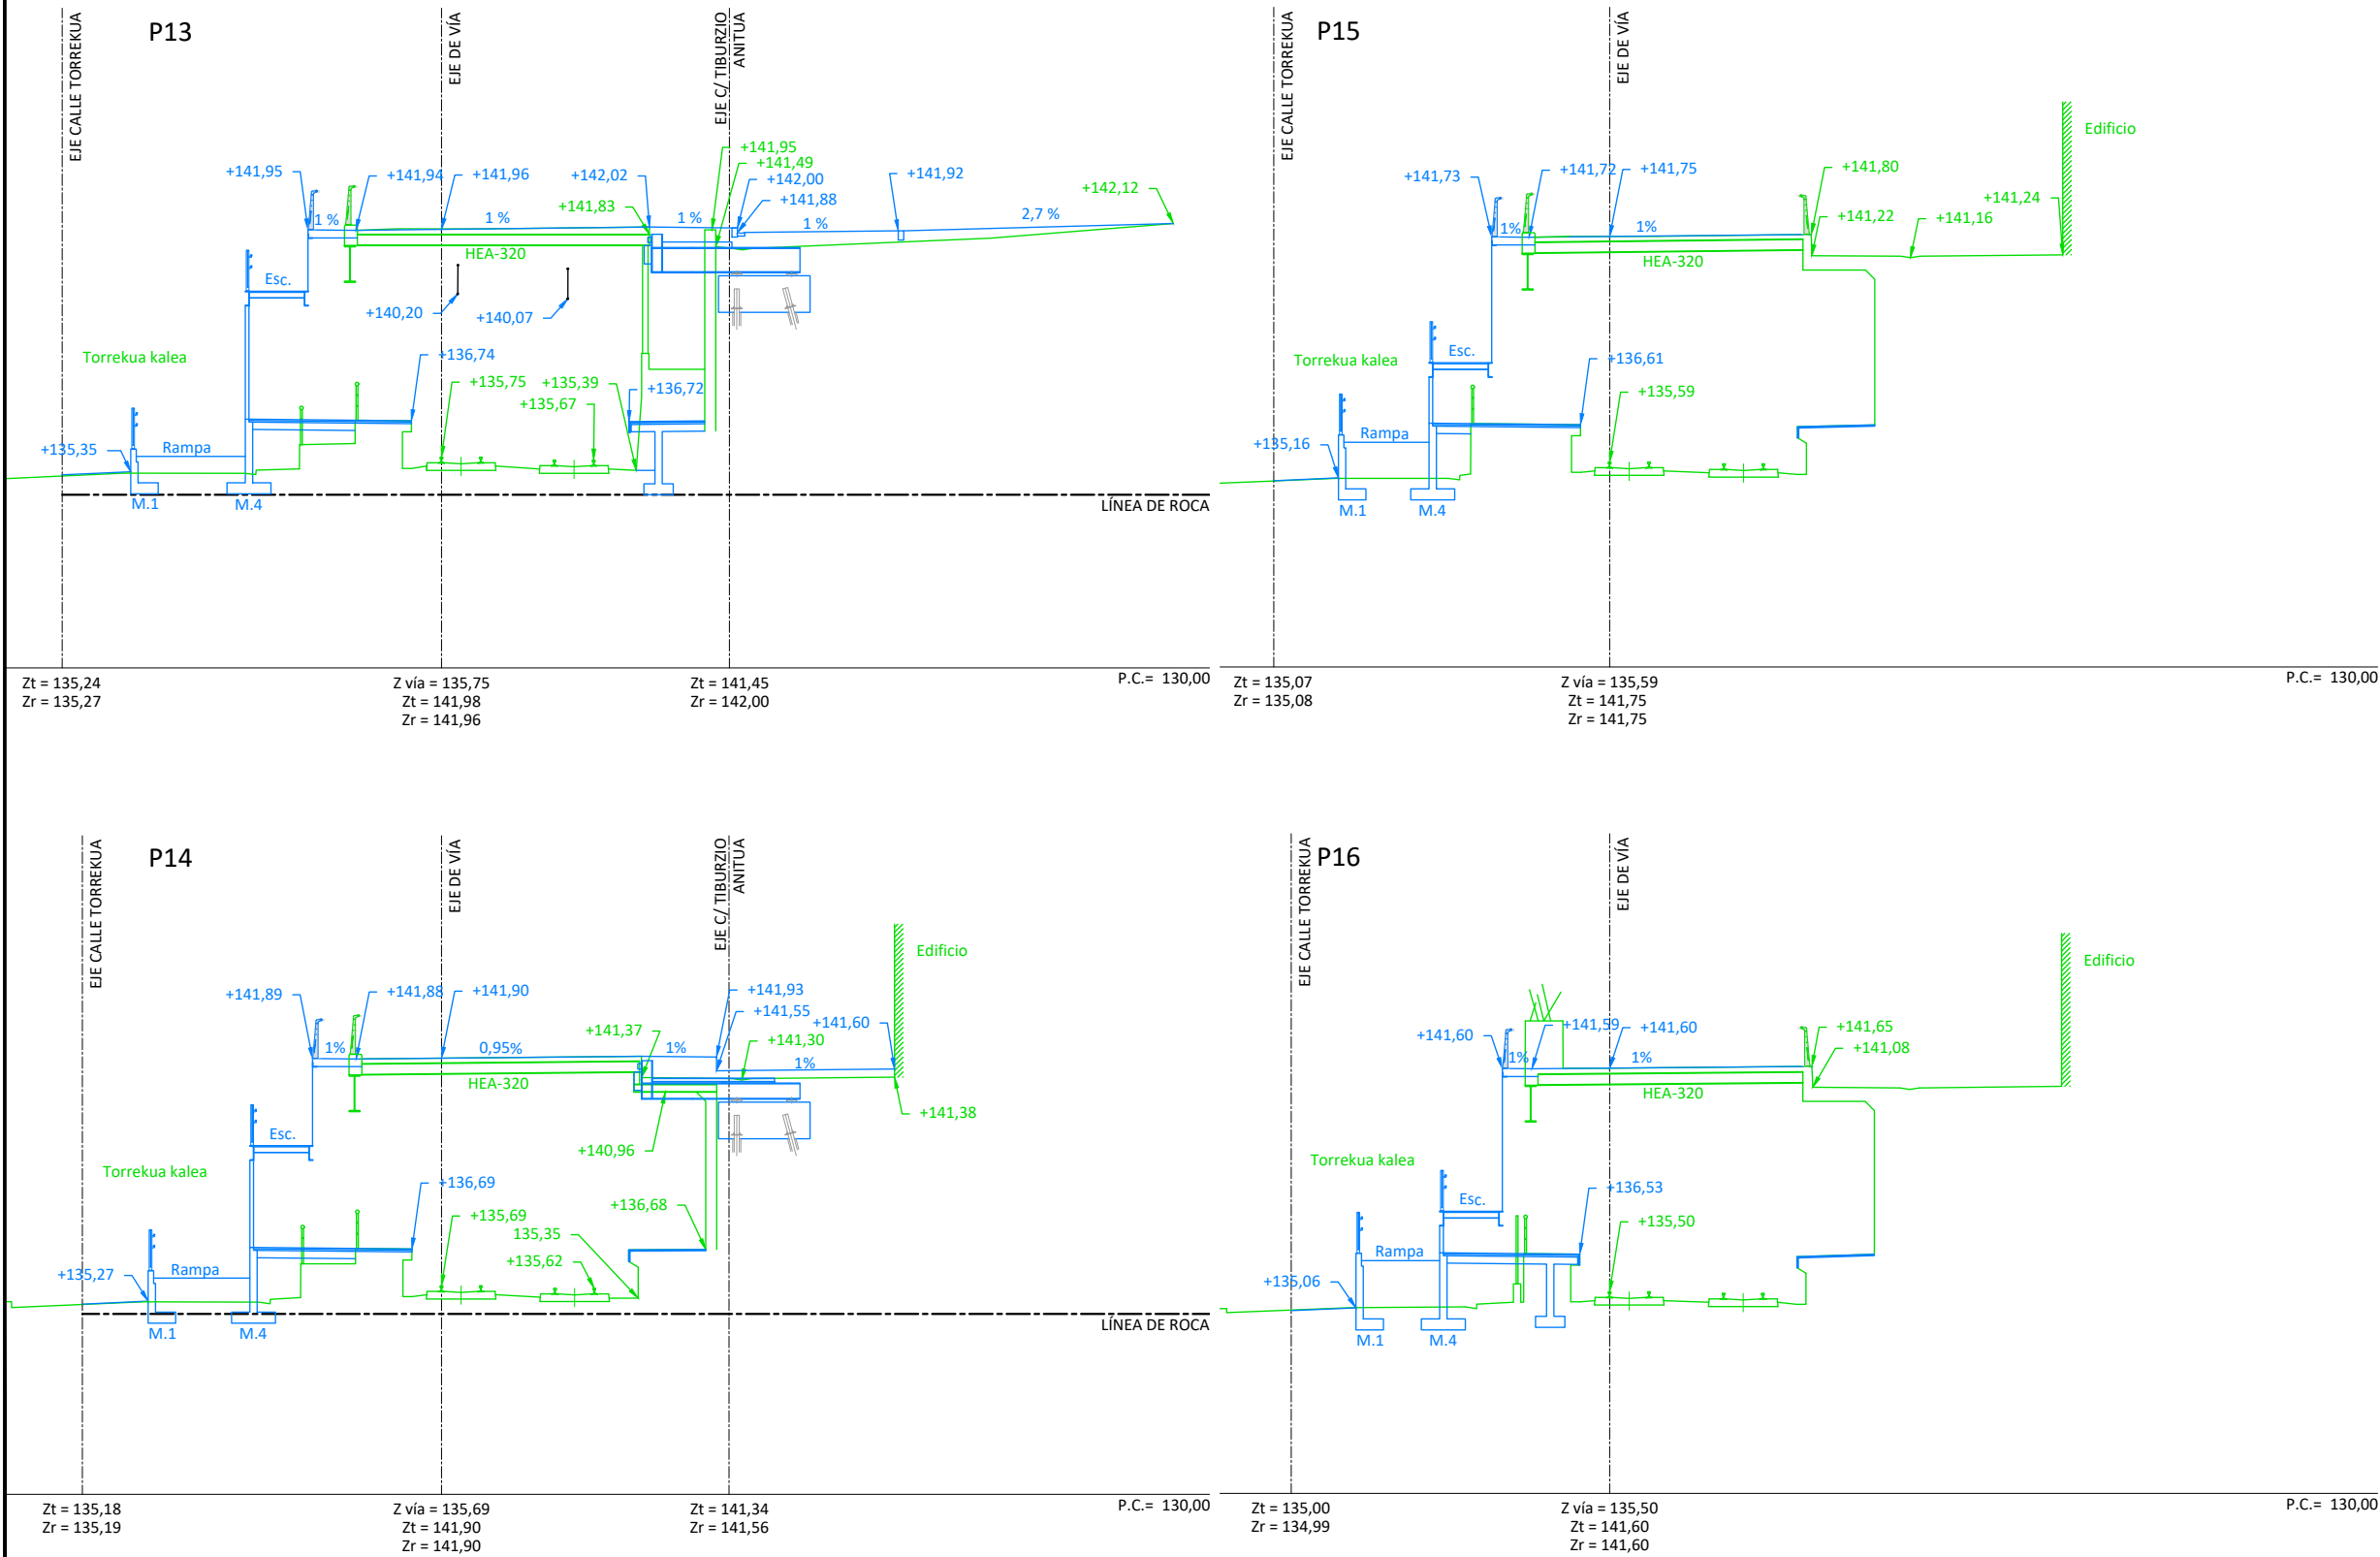 P13
EJE CALLE TORREKUA
EJE DE VÍA
EJE C/ TIBURZIO
ANITUA
+141,95
+141,94
+141,96
+142,02
+141,83
+141,95
+141,49
+142,00
+141,88
+141,92
+142,12
1 %
1 %
1 %
1 %
2,7 %
HEA-320
Esc.
+140,20
+140,07
Torrekua kalea
+136,74
+135,75
+135,39
+135,67
+136,72
+135,35
Rampa
M.1
M.4
LÍNEA DE ROCA
Zt = 135,24
Zr = 135,27
Z vía = 135,75
Zt = 141,98
Zr = 141,96
Zt = 141,45
Zr = 142,00
P.C.= 130,00
P15
EJE CALLE TORREKUA
EJE DE VÍA
Edificio
+141,73
+141,72
+141,75
+141,80
+141,22
+141,16
+141,24
1%
1%
HEA-320
Torrekua kalea
Esc.
+136,61
+135,59
+135,16
Rampa
M.1
M.4
Zt = 135,07
Zr = 135,08
Z vía = 135,59
Zt = 141,75
Zr = 141,75
P.C.= 130,00
P14
EJE CALLE TORREKUA
EJE DE VÍA
EJE C/ TIBURZIO
ANITUA
Edificio
+141,89
+141,88
+141,90
+141,93
+141,55
+141,60
+141,37
+141,30
1%
0,95%
1%
1%
HEA-320
+141,38
Esc.
+140,96
Torrekua kalea
+136,69
+136,68
+135,69
135,35
+135,62
+135,27
Rampa
M.1
M.4
LÍNEA DE ROCA
Zt = 135,18
Zr = 135,19
Z vía = 135,69
Zt = 141,90
Zr = 141,90
Zt = 141,34
Zr = 141,56
P.C.= 130,00
P16
EJE CALLE TORREKUA
EJE DE VÍA
Edificio
+141,60
+141,59
+141,60
+141,65
+141,08
1%
1%
HEA-320
Torrekua kalea
Esc.
+136,53
+135,50
Rampa
+135,06
M.1
M.4
Zt = 135,00
Zr = 134,99
Z vía = 135,50
Zt = 141,60
Zr = 141,60
P.C.= 130,00